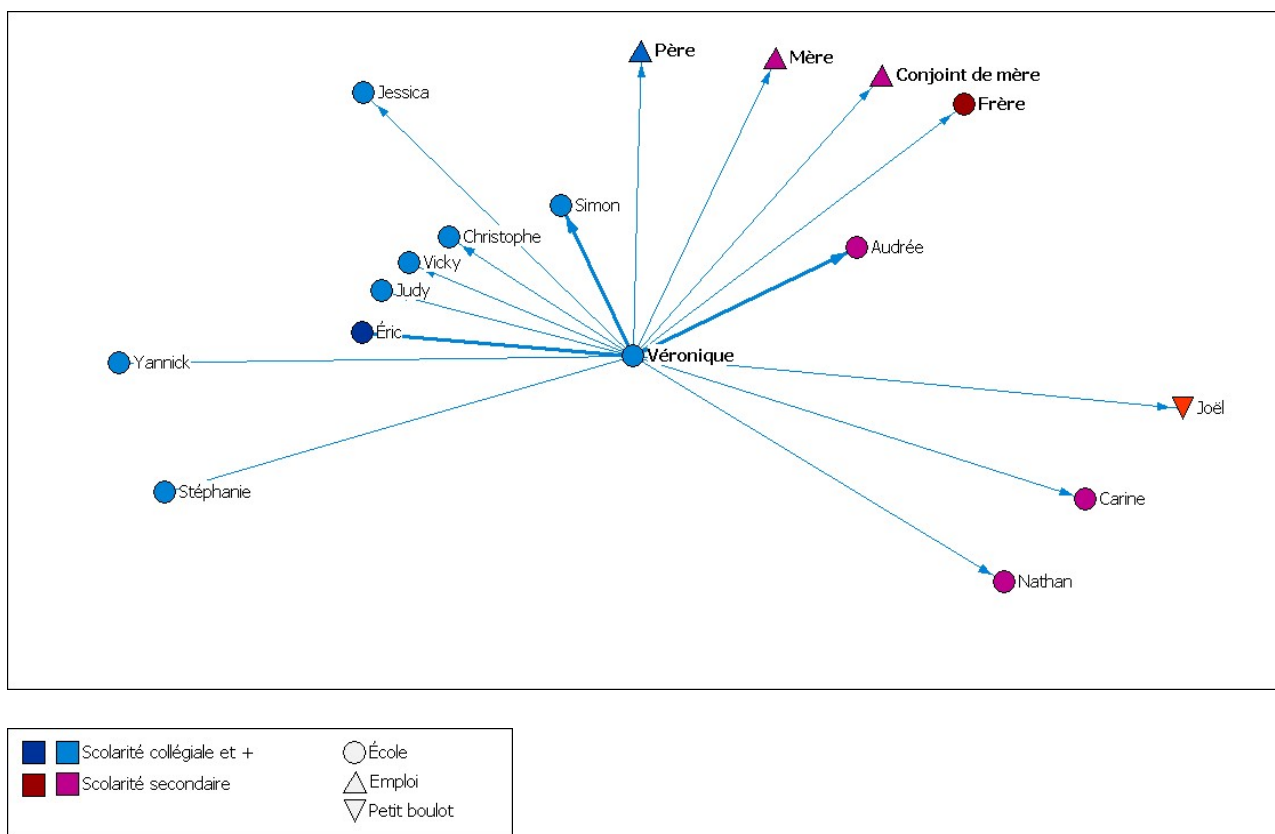 Père
Mère
Conjoint de mère
Jessica
Frère
Simon
Christophe
Audrée
Vicky
Judy
Éric
Véronique
Yannick
Joël
Stéphanie
Carine
Nathan
Scolarité collégiale et +
École
Scolarité secondaire
Emploi
Petit boulot